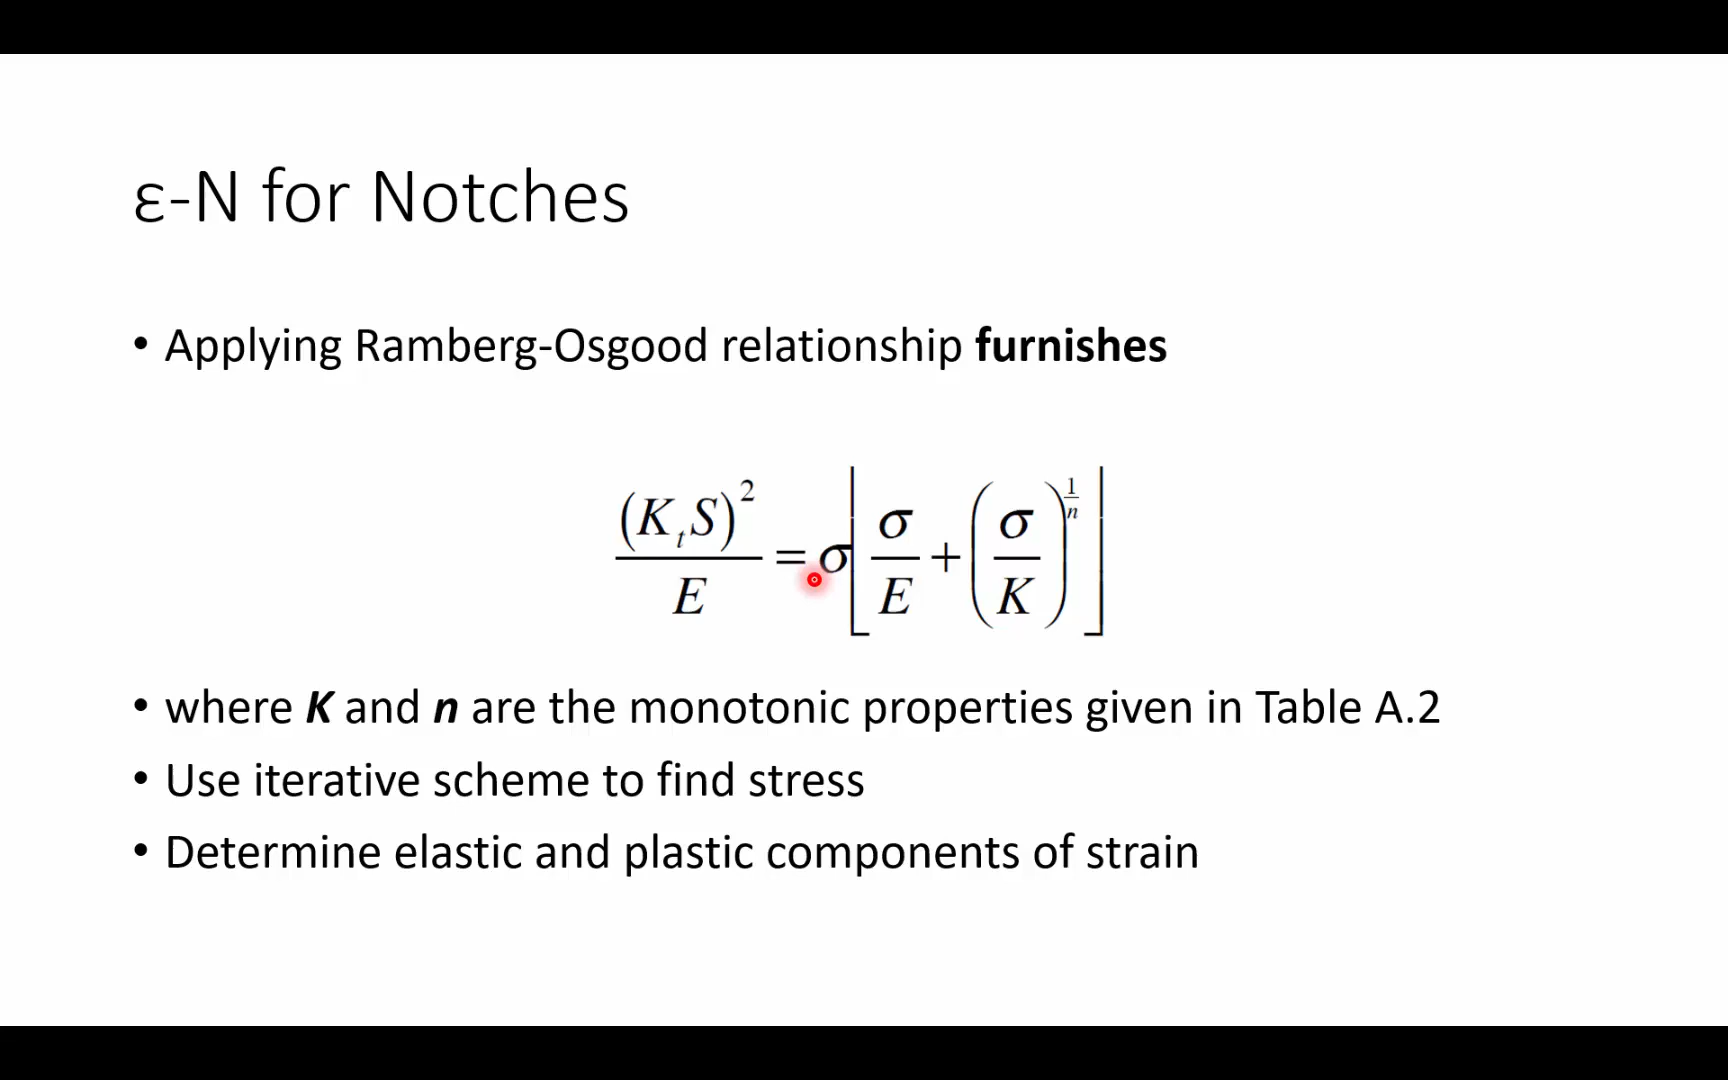 ε-N for Notches
• Applying Ramberg-Osgood relationship furnishes
(K_t S)^2 / E = σ[σ/E + (σ/K)^(1/n)]
• where K and n are the monotonic properties given in Table A.2
• Use iterative scheme to find stress
• Determine elastic and plastic components of strain